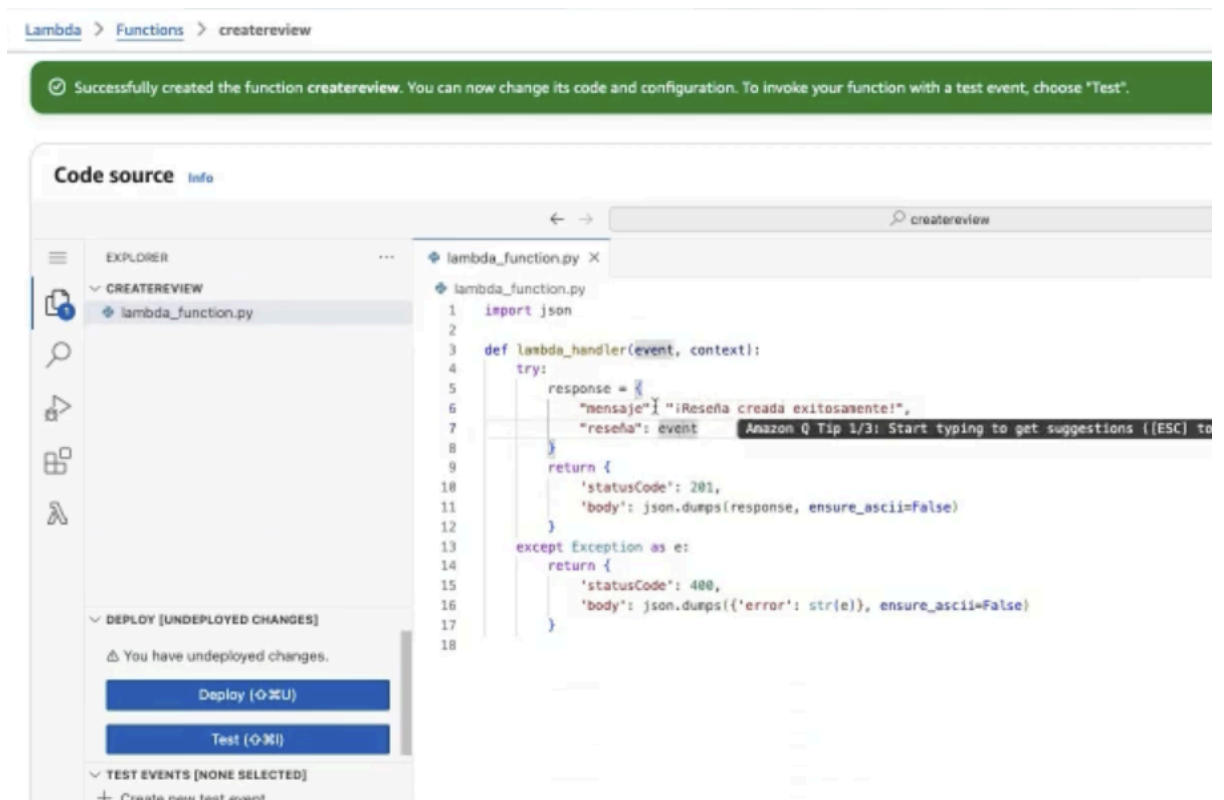 Lambda > Functions > createreview
Successfully created the function createreview. You can now change its code and configuration. To invoke your function with a test event, choose "Test".
Code source Info
createreview
EXPLORER ...
CREATEREVIEW
lambda_function.py
lambda_function.py ×
lambda_function.py
1 import json
2
3 def lambda_handler(event, context):
4 try:
5 response = {
6 "mensaje": "¡Reseña creada exitosamente!",
7 "reseña": event Amazon Q Tip 1/3: Start typing to get suggestions ([ESC] to
8 }
9 return {
10 'statusCode': 201,
11 'body': json.dumps(response, ensure_ascii=False)
12 }
13 except Exception as e:
14 return {
15 'statusCode': 400,
16 'body': json.dumps({'error': str(e)}, ensure_ascii=False)
17 }
18
DEPLOY [UNDEPLOYED CHANGES]
You have undeployed changes.
Deploy (⇧⌘U)
Test (⇧⌘I)
TEST EVENTS [NONE SELECTED]
+ Create new test event